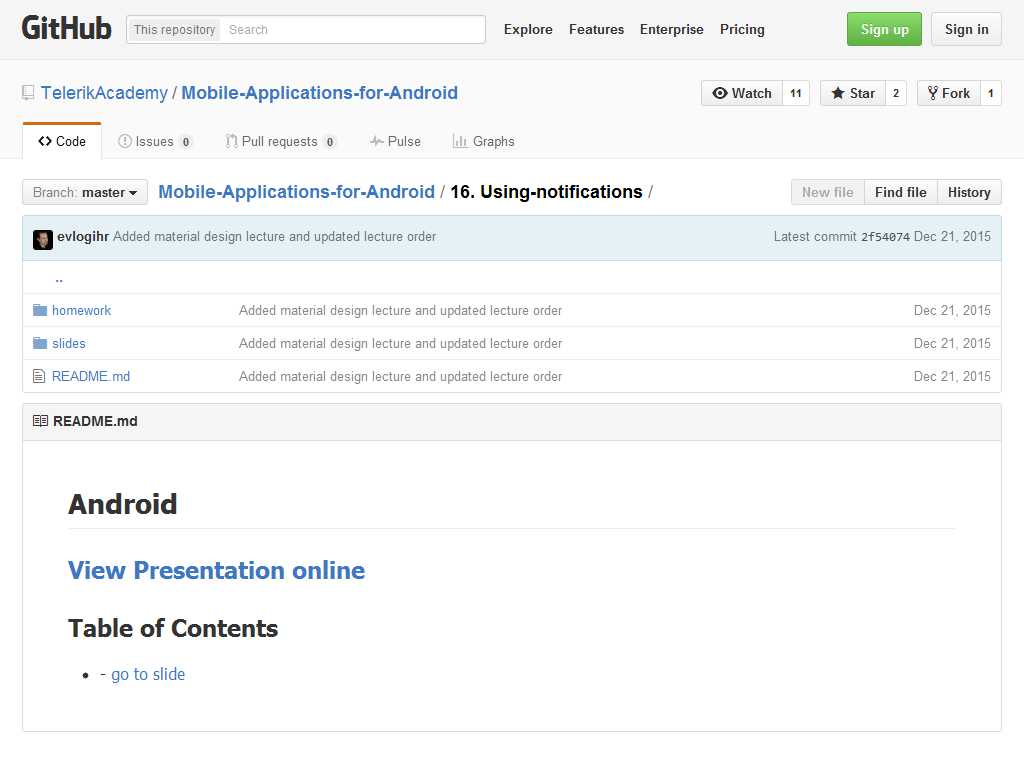 GitHub This repository Search Explore Features Enterprise Pricing Sign up Sign in
TelerikAcademy / Mobile-Applications-for-Android Watch 11 Star 2 Fork 1
Code Issues 0 Pull requests 0 Pulse Graphs
Branch: master Mobile-Applications-for-Android / 16. Using-notifications / New file Find file History
evlogihr Added material design lecture and updated lecture order Latest commit 2f54074 Dec 21, 2015
..
homework Added material design lecture and updated lecture order Dec 21, 2015
slides Added material design lecture and updated lecture order Dec 21, 2015
README.md Added material design lecture and updated lecture order Dec 21, 2015
README.md
Android
View Presentation online
Table of Contents
• - go to slide